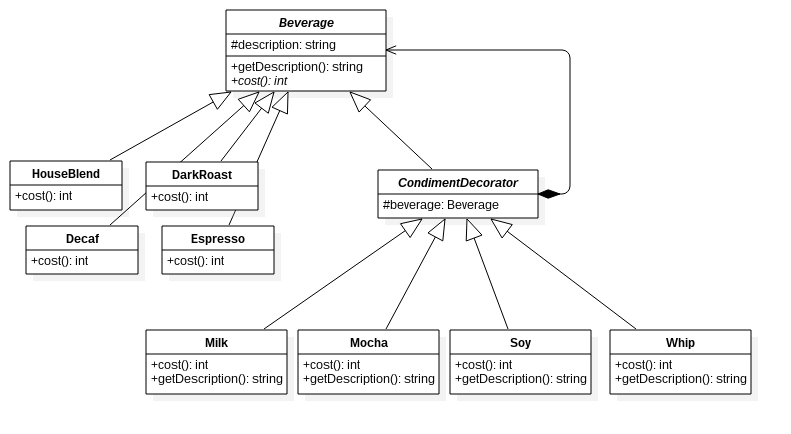 Beverage
#description: string
+getDescription(): string
+cost(): int
HouseBlend
+cost(): int
DarkRoast
+cost(): int
CondimentDecorator
#beverage: Beverage
Decaf
+cost(): int
Espresso
+cost(): int
Milk
+cost(): int
+getDescription(): string
Mocha
+cost(): int
+getDescription(): string
Soy
+cost(): int
+getDescription(): string
Whip
+cost(): int
+getDescription(): string